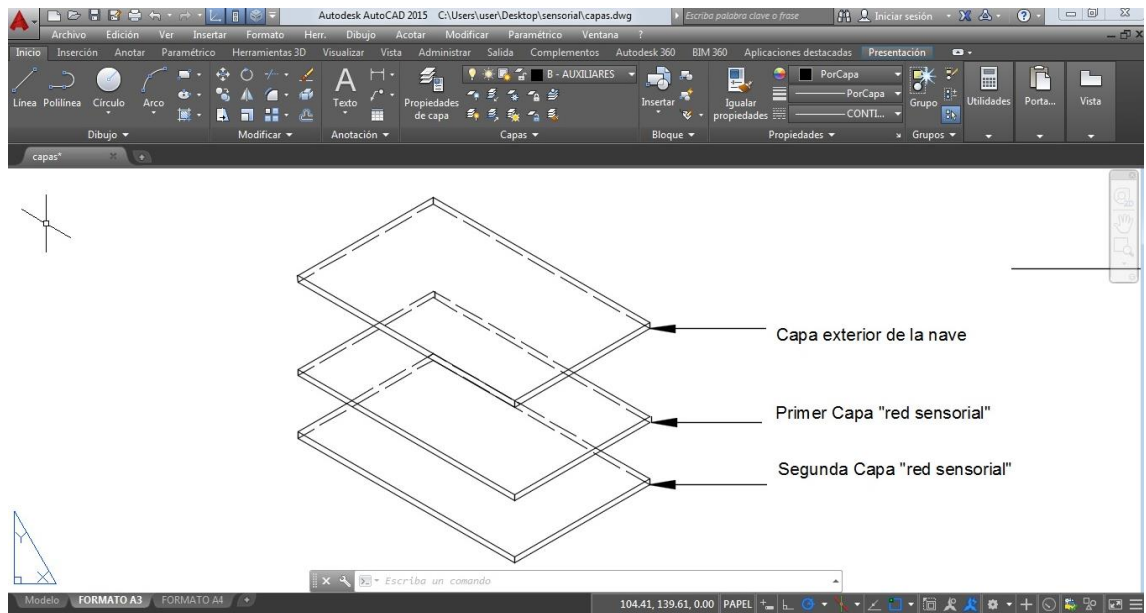 Autodesk AutoCAD 2015 C:\Users\user\Desktop\sensorial\capas.dwg
Escriba palabra clave o frase
Iniciar sesión
Archivo Edición Ver Insertar Formato Herr. Dibujo Acotar Modificar Paramétrico Ventana ?
Inicio Inserción Anotar Paramétrico Herramientas 3D Visualizar Vista Administrar Salida Complementos Autodesk 360 BIM 360 Aplicaciones destacadas Presentación
B - AUXILIARES
PorCapa
PorCapa
CONTI...
Línea Polilínea Círculo Arco
Texto
Propiedades de capa
Insertar
Igualar propiedades
Grupo
Utilidades
Porta...
Vista
Dibujo Modificar Anotación Capas Bloque Propiedades Grupos
capas*
Capa exterior de la nave
Primer Capa "red sensorial"
Segunda Capa "red sensorial"
Y
X
Escriba un comando
Modelo FORMATO A3 FORMATO A4
104.41, 139.61, 0.00 PAPEL